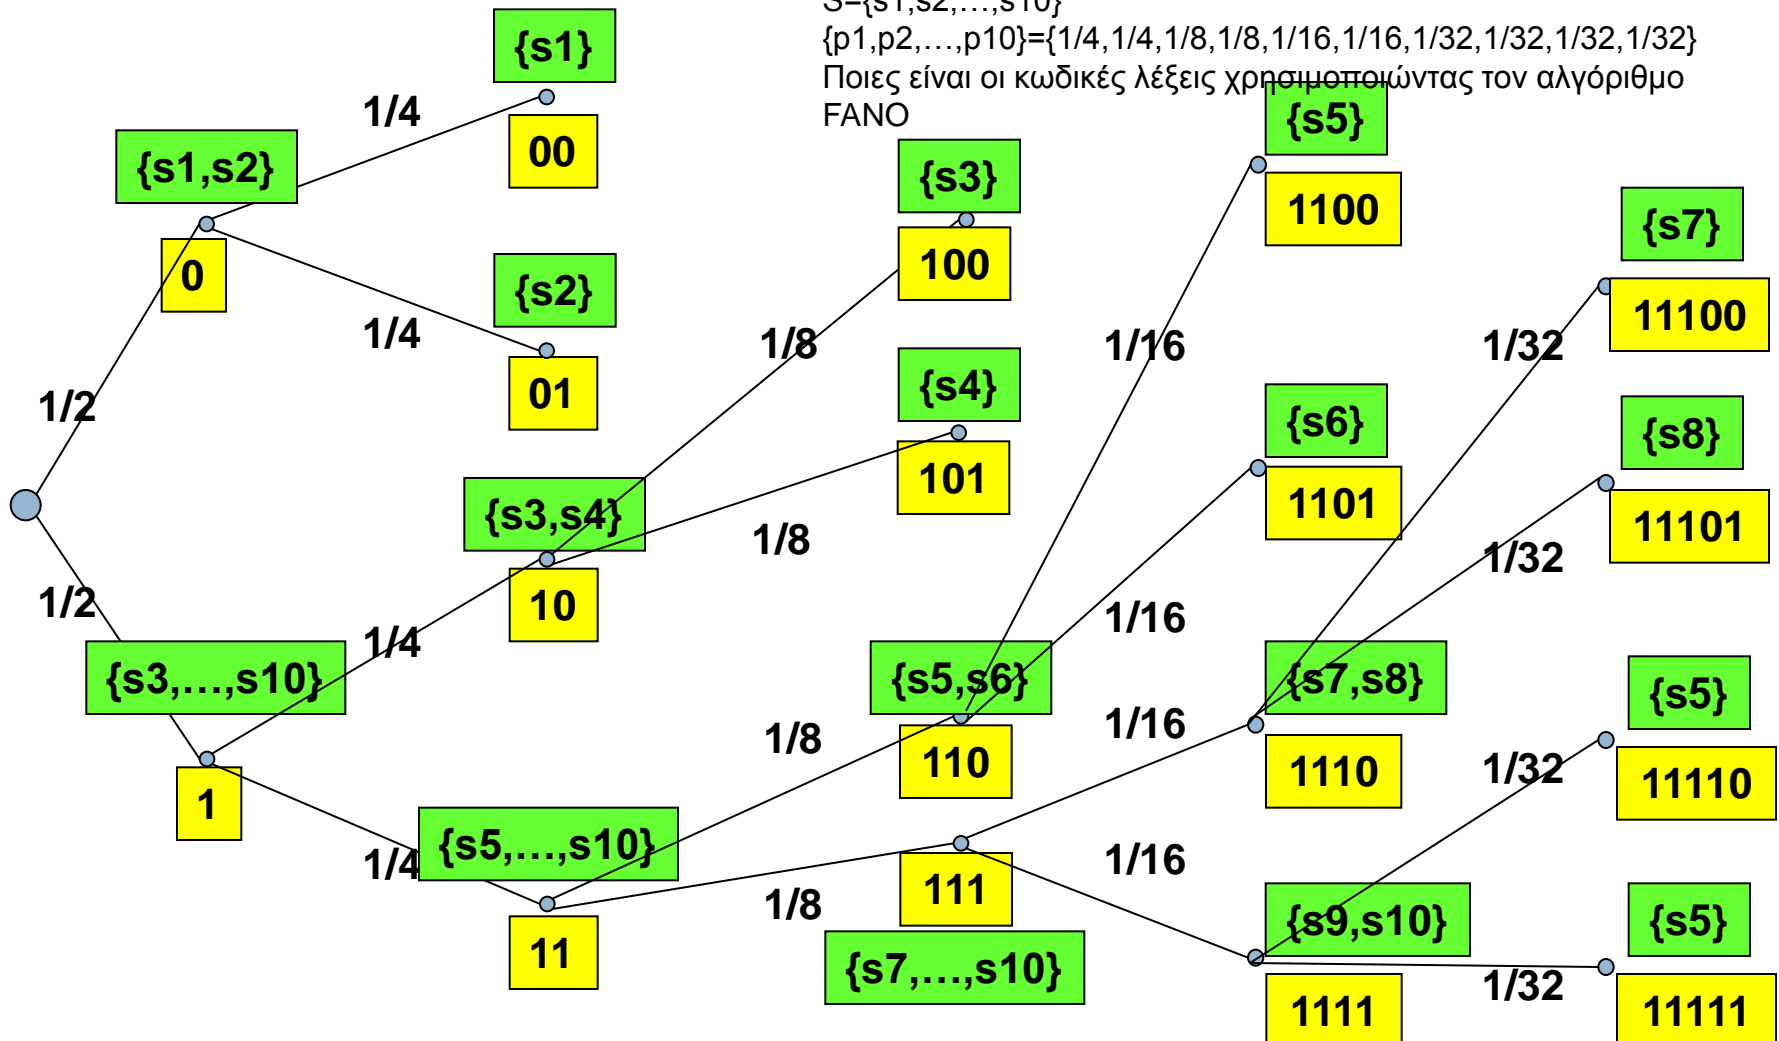 S={s1,s2,…,s10}
{p1,p2,…,p10}={1/4,1/4,1/8,1/8,1/16,1/16,1/32,1/32,1/32,1/32}
Ποιες είναι οι κωδικές λέξεις χρησιμοποιώντας τον αλγόριθμο
FANO
{s1}
1/4
00
{s1,s2}
0
{s2}
1/4
01
1/2
1/2
{s3}
100
1/8
{s4}
101
{s3,s4}
1/8
10
{s3,…,s10}
1/4
1
{s5,…,s10}
1/4
11
{s5}
1100
1/16
{s6}
1101
1/16
{s5,s6}
1/8
110
1/8
111
{s7,…,s10}
{s7}
11100
1/32
{s8}
11101
1/32
{s7,s8}
1/16
1110
{s5}
1/32
11110
1/16
{s9,s10}
1111
{s5}
1/32
11111